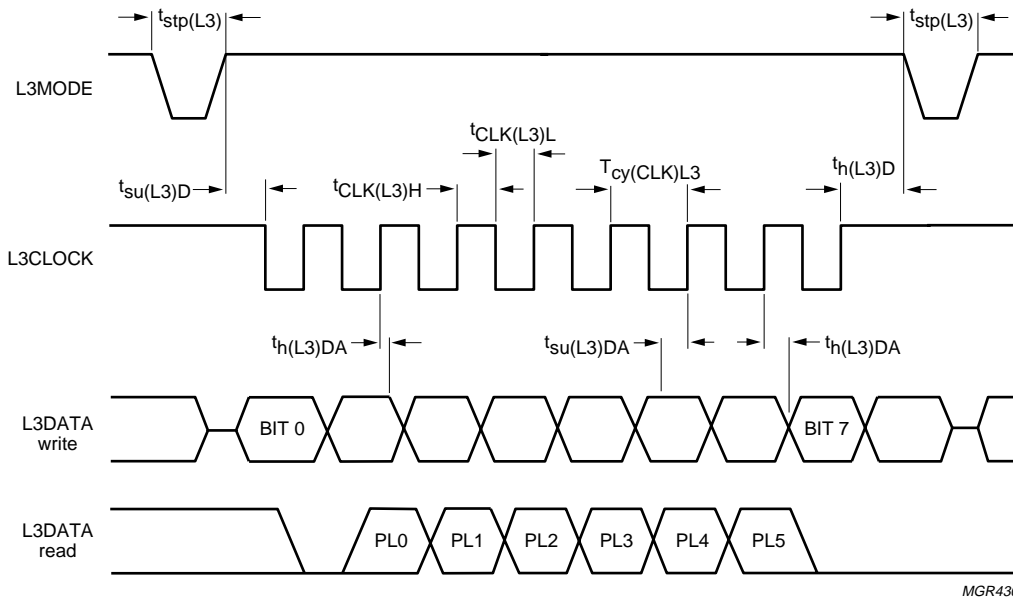 tstp(L3) tstp(L3)
L3MODE
tCLK(L3)L
tsu(L3)D tCLK(L3)H Tcy(CLK)L3 th(L3)D
L3CLOCK
th(L3)DA tsu(L3)DA th(L3)DA
L3DATA
write
BIT 0 BIT 7
L3DATA
read
PL0 PL1 PL2 PL3 PL4 PL5